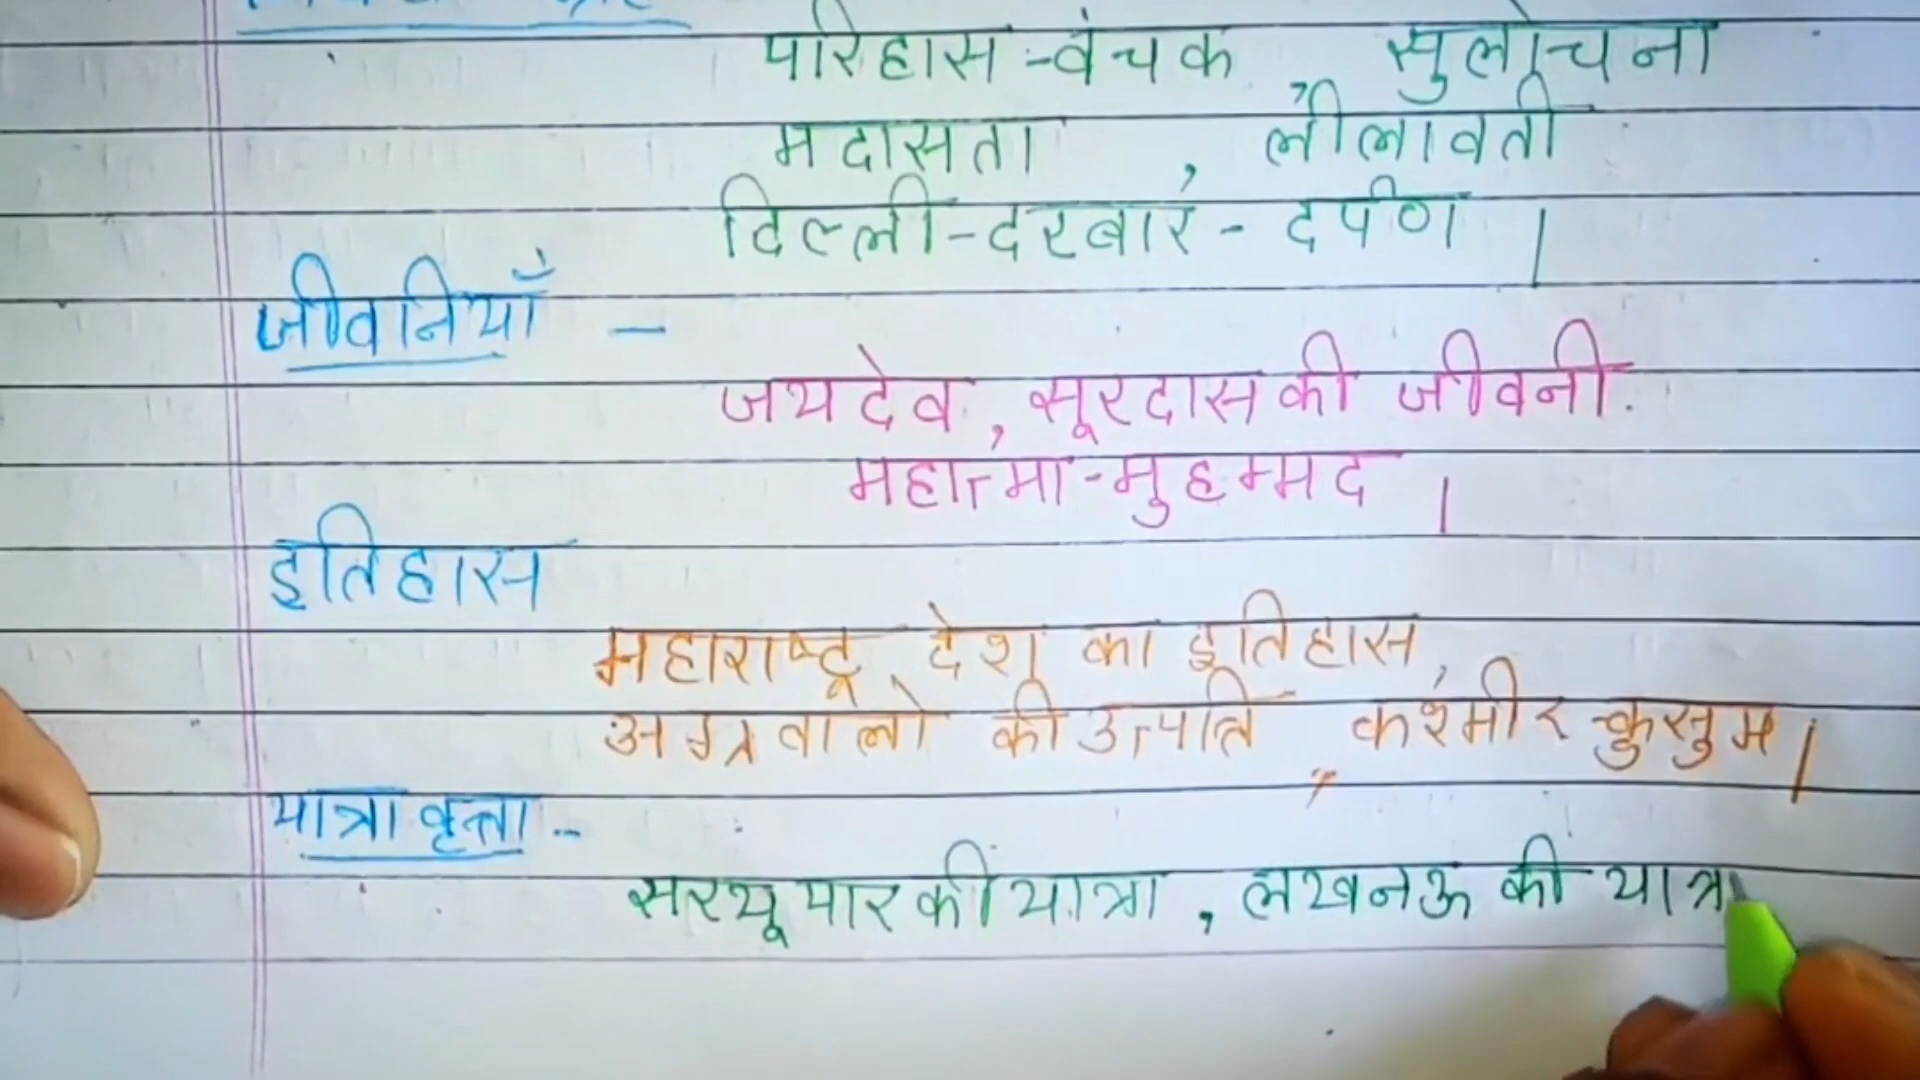 परिहास-वंचक सुलोचना
मदासता , लीलावती
दिल्ली-दरबार - दर्पण ।
जीवनियाँ -
जयदेव , सूरदास की जीवनी.
महात्मा-मुहम्मद ।
इतिहास
महाराष्ट्र देश का इतिहास,
अग्रवालो की उत्पत्ति , कश्मीर-कुसुम ।
यात्रा वृत्ता -
सरयू पार की यात्रा , लखनऊ की यात्रा